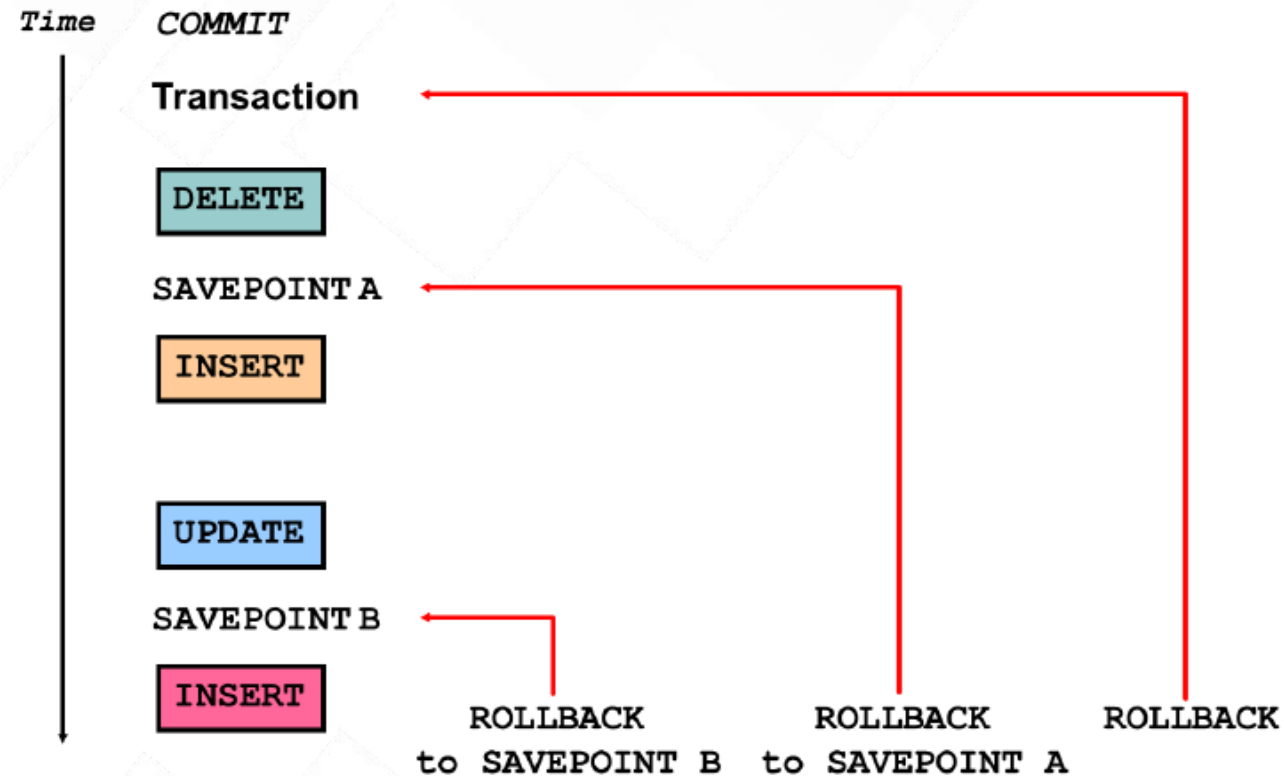 Time COMMIT
Transaction
DELETE
SAVEPOINT A
INSERT
UPDATE
SAVEPOINT B
INSERT
ROLLBACK
to SAVEPOINT B
ROLLBACK
to SAVEPOINT A
ROLLBACK